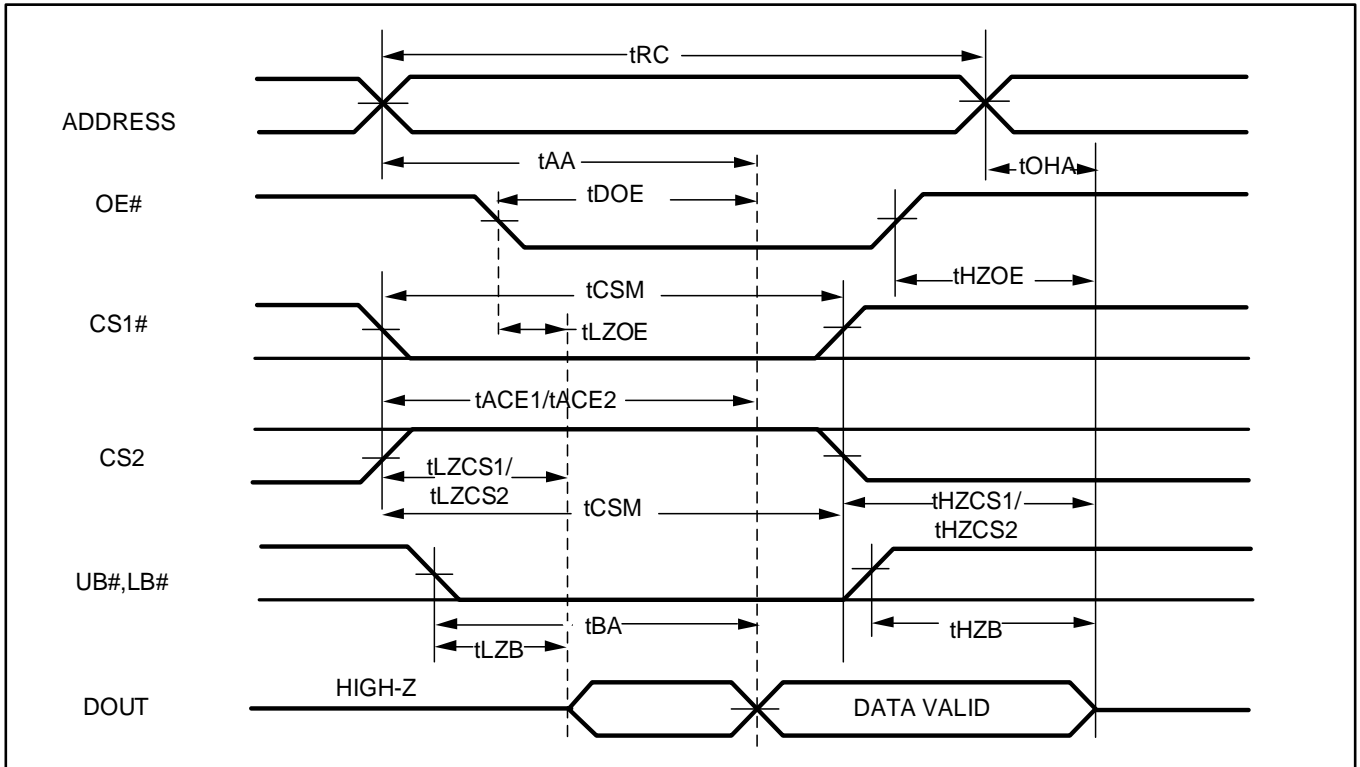 tRC
ADDRESS
tAA
tOHA
OE#
tDOE
tHZOE
tCSM
CS1#
tLZOE
tACE1/tACE2
CS2
tLZCS1/
tLZCS2
tCSM
tHZCS1/
tHZCS2
UB#,LB#
tBA
tHZB
tLZB
HIGH-Z
DOUT
DATA VALID